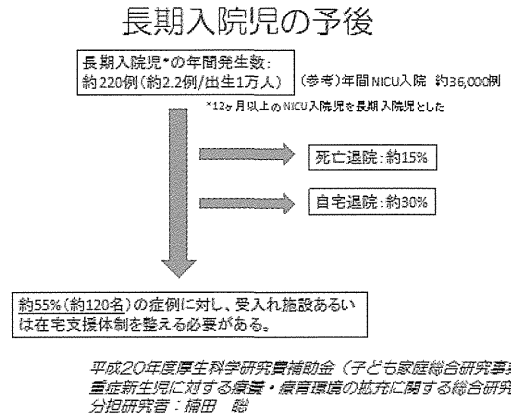 長期入院児の予後
長期入院児*の年間発生数:
約220例(約2.2例/出生1万人)
(参考)年間NICU入院 約36,000例
*12ヶ月以上のNICU入院児を長期入院児とした
死亡退院:約15%
自宅退院:約30%
約55%(約120名)の症例に対し、受入れ施設あるい
は在宅支援体制を整える必要がある。
平成20年度厚生科学研究費補助金(子ども家庭総合研究事
重症新生児に対する療養・療育環境の拡充に関する総合研究
分担研究者:楠田 聡